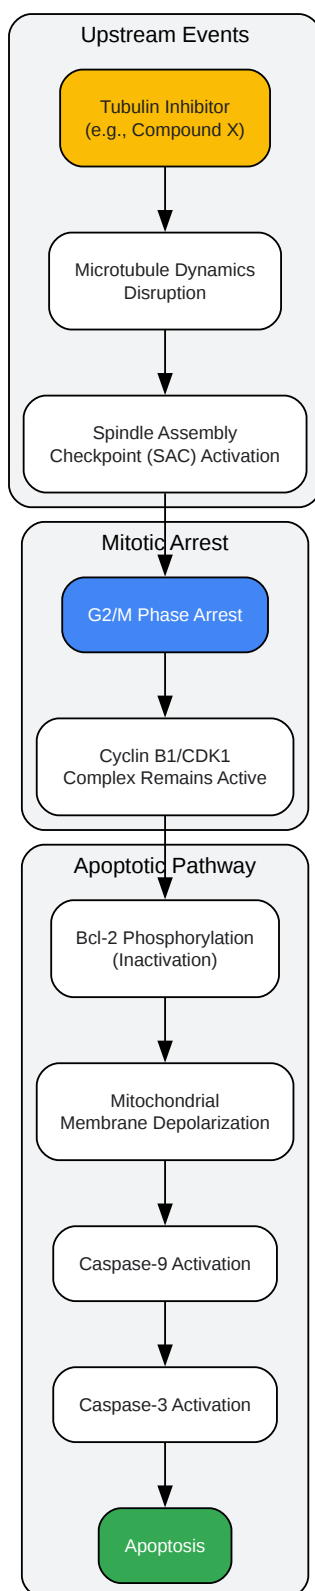 Upstream Events
Tubulin Inhibitor
(e.g., Compound X)
Microtubule Dynamics
Disruption
Spindle Assembly
Checkpoint (SAC) Activation
Mitotic Arrest
G2/M Phase Arrest
Cyclin B1/CDK1
Complex Remains Active
Apoptotic Pathway
Bcl-2 Phosphorylation
(Inactivation)
Mitochondrial
Membrane Depolarization
Caspase-9 Activation
Caspase-3 Activation
Apoptosis